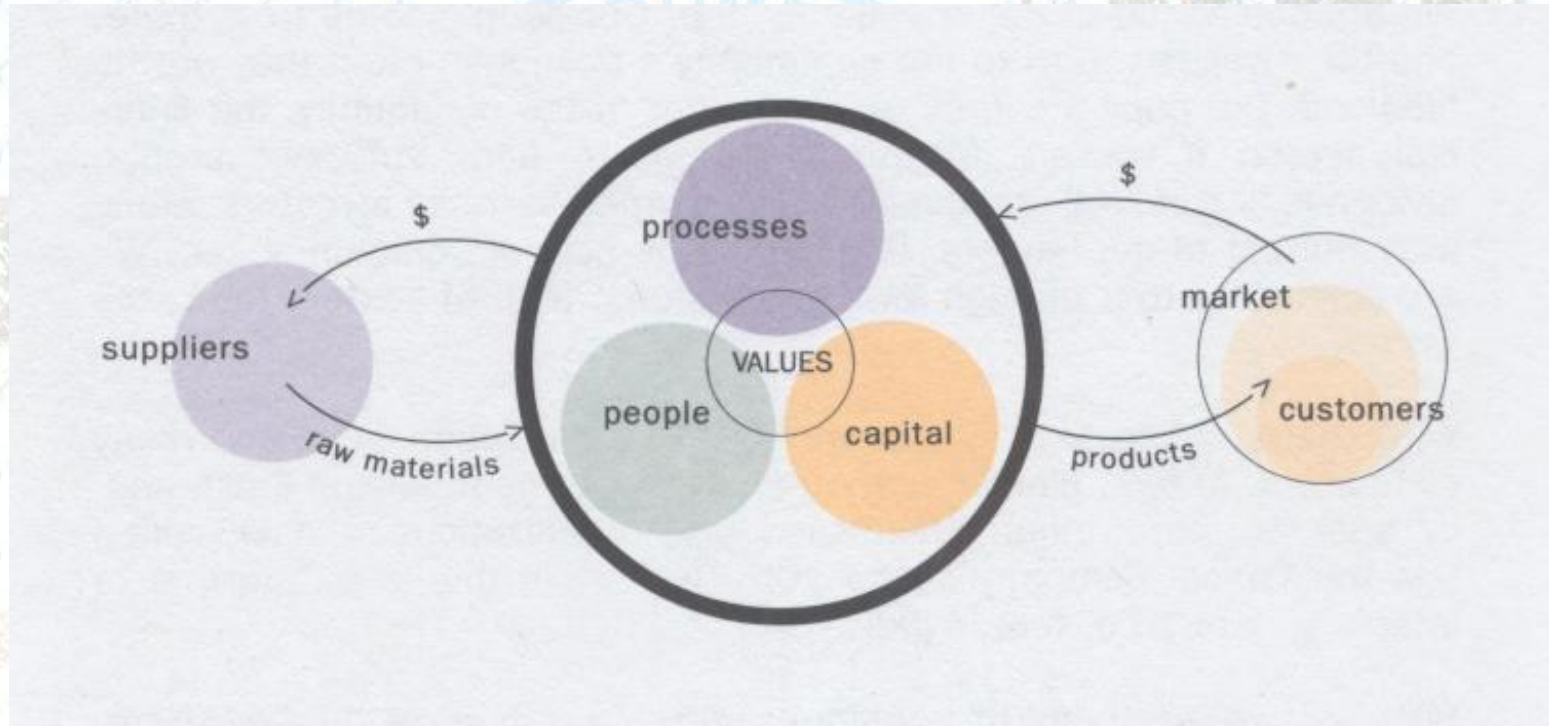 $
suppliers
raw materials
processes
VALUES
people
capital
$
market
customers
products